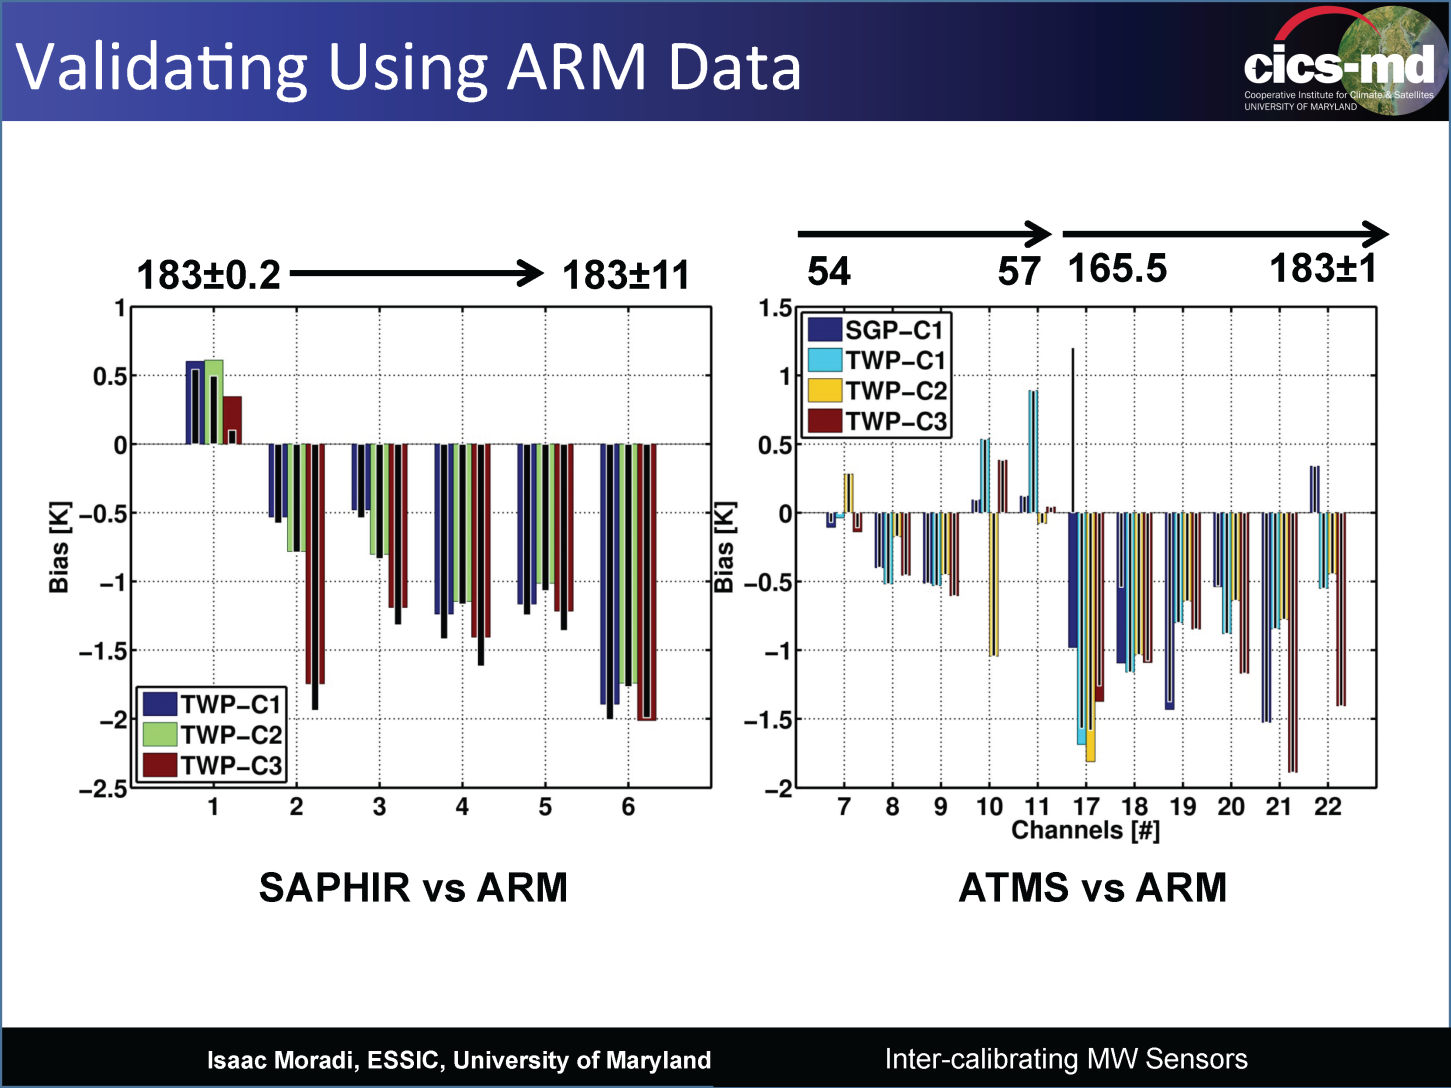 Validating Using ARM Data
cics-md
Cooperative Institute for Climate & Satellites
UNIVERSITY OF MARYLAND
183±0.2
183±11
1
0.5
0
−0.5
−1
−1.5
−2
−2.5
Bias [K]
TWP−C1
TWP−C2
TWP−C3
1 2 3 4 5 6
SAPHIR vs ARM
54 57 165.5 183±1
1.5
1
0.5
0
−0.5
−1
−1.5
−2
Bias [K]
SGP−C1
TWP−C1
TWP−C2
TWP−C3
7 8 9 10 11 17 18 19 20 21 22
Channels [#]
ATMS vs ARM
Isaac Moradi, ESSIC, University of Maryland
Inter-calibrating MW Sensors